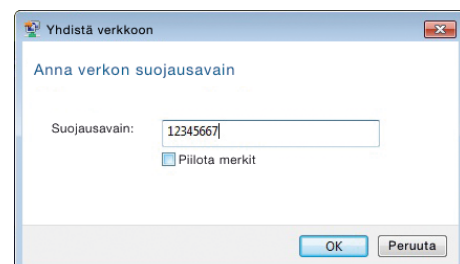 Yhdistä verkkoon
Anna verkon suojausavain
Suojausavain: 12345667
Piilota merkit
OK Peruuta